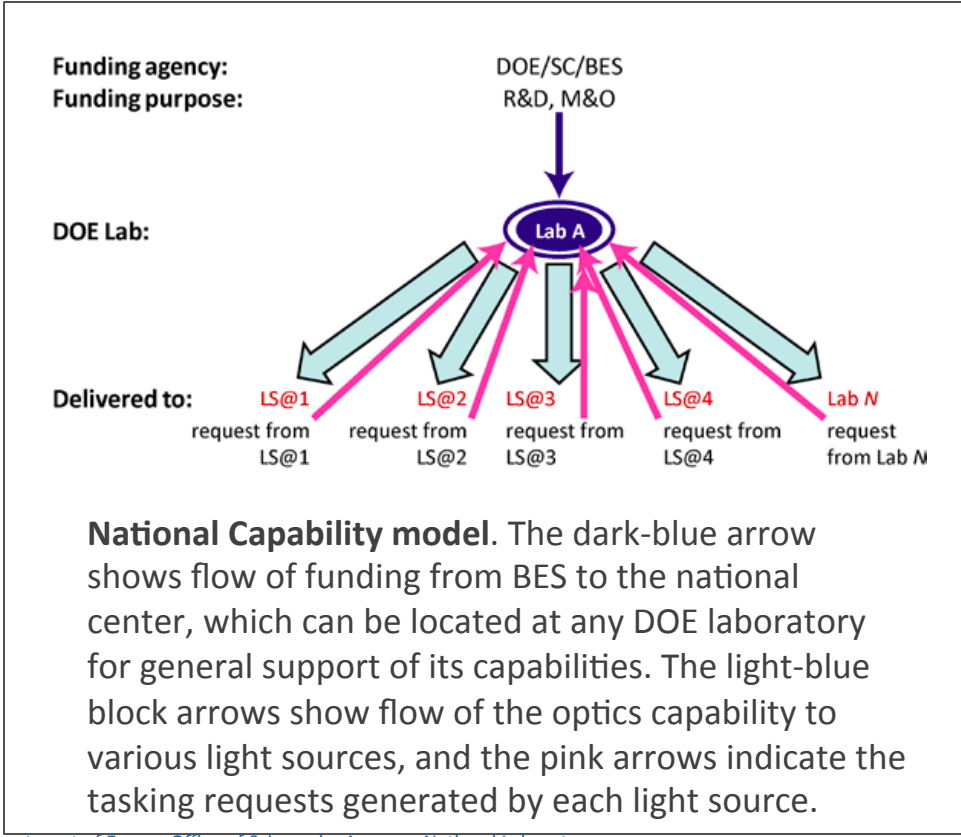 Funding agency: DOE/SC/BES
Funding purpose: R&D, M&O
DOE Lab: Lab A
Delivered to: LS@1 LS@2 LS@3 LS@4 Lab N
request from LS@1
request from LS@2
request from LS@3
request from LS@4
request from Lab N
National Capability model. The dark-blue arrow
shows flow of funding from BES to the national
center, which can be located at any DOE laboratory
for general support of its capabilities. The light-blue
block arrows show flow of the optics capability to
various light sources, and the pink arrows indicate the
tasking requests generated by each light source.